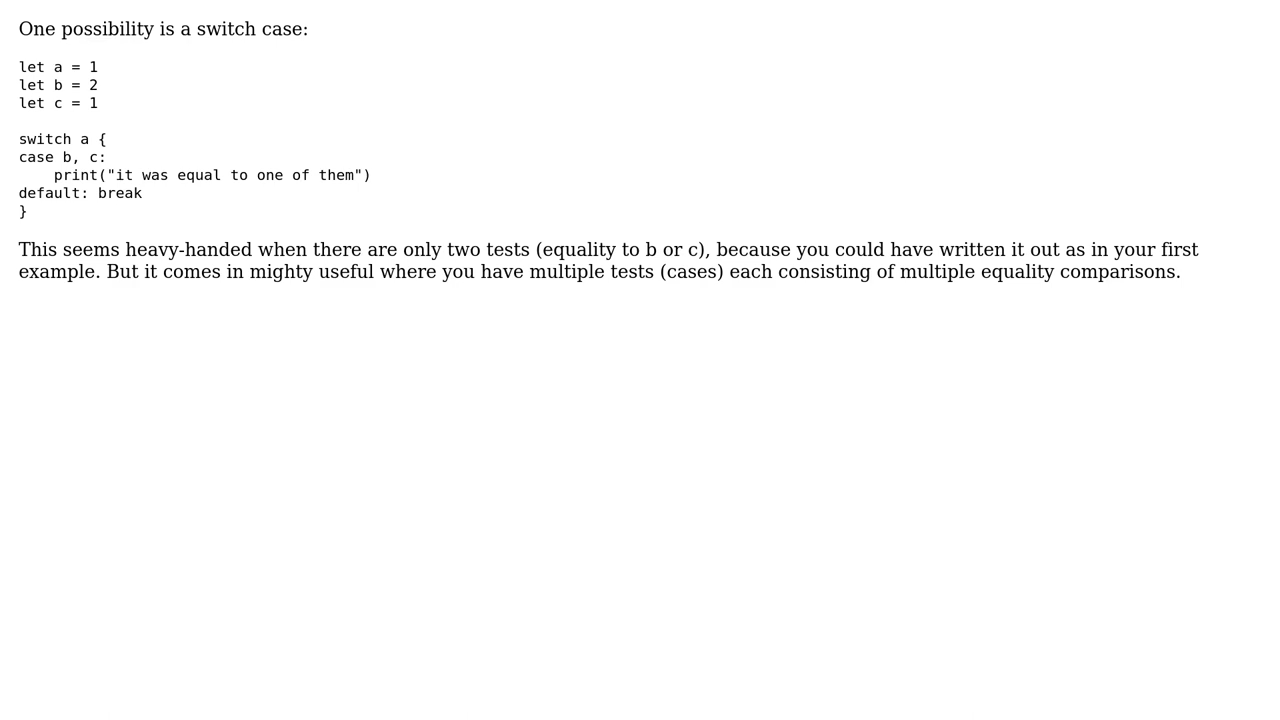 One possibility is a switch case:
let a = 1
let b = 2
let c = 1
switch a {
case b, c:
    print("it was equal to one of them")
default: break
}
This seems heavy-handed when there are only two tests (equality to b or c), because you could have written it out as in your first
example. But it comes in mighty useful where you have multiple tests (cases) each consisting of multiple equality comparisons.